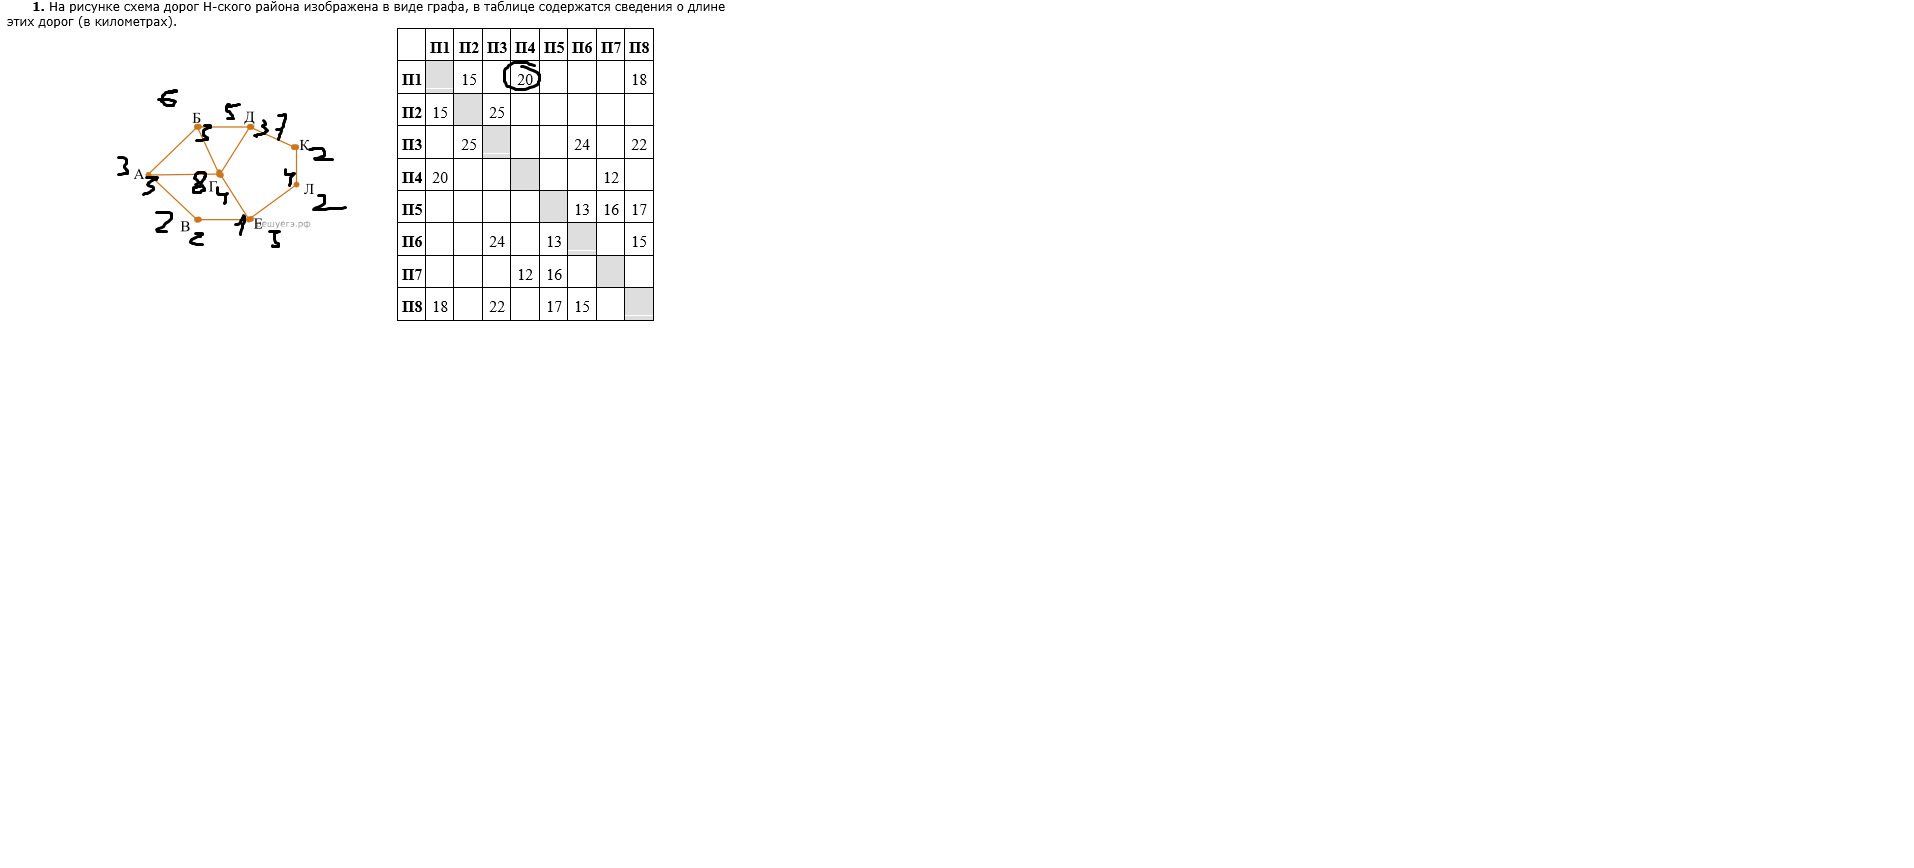 1. На рисунке схема дорог Н-ского района изображена в виде графа, в таблице содержатся сведения о длине
этих дорог (в километрах).
П1 П2 П3 П4 П5 П6 П7 П8
П1 15 20 18
П2 15 25
П3 25 24 22
П4 20 12
П5 13 16 17
П6 24 13 15
П7 12 16
П8 18 22 17 15
6
Б 5 Д 3 7
5
К 2
3 А 5 8 Г 4 4 Л
2
2 В 1 Е
2 3